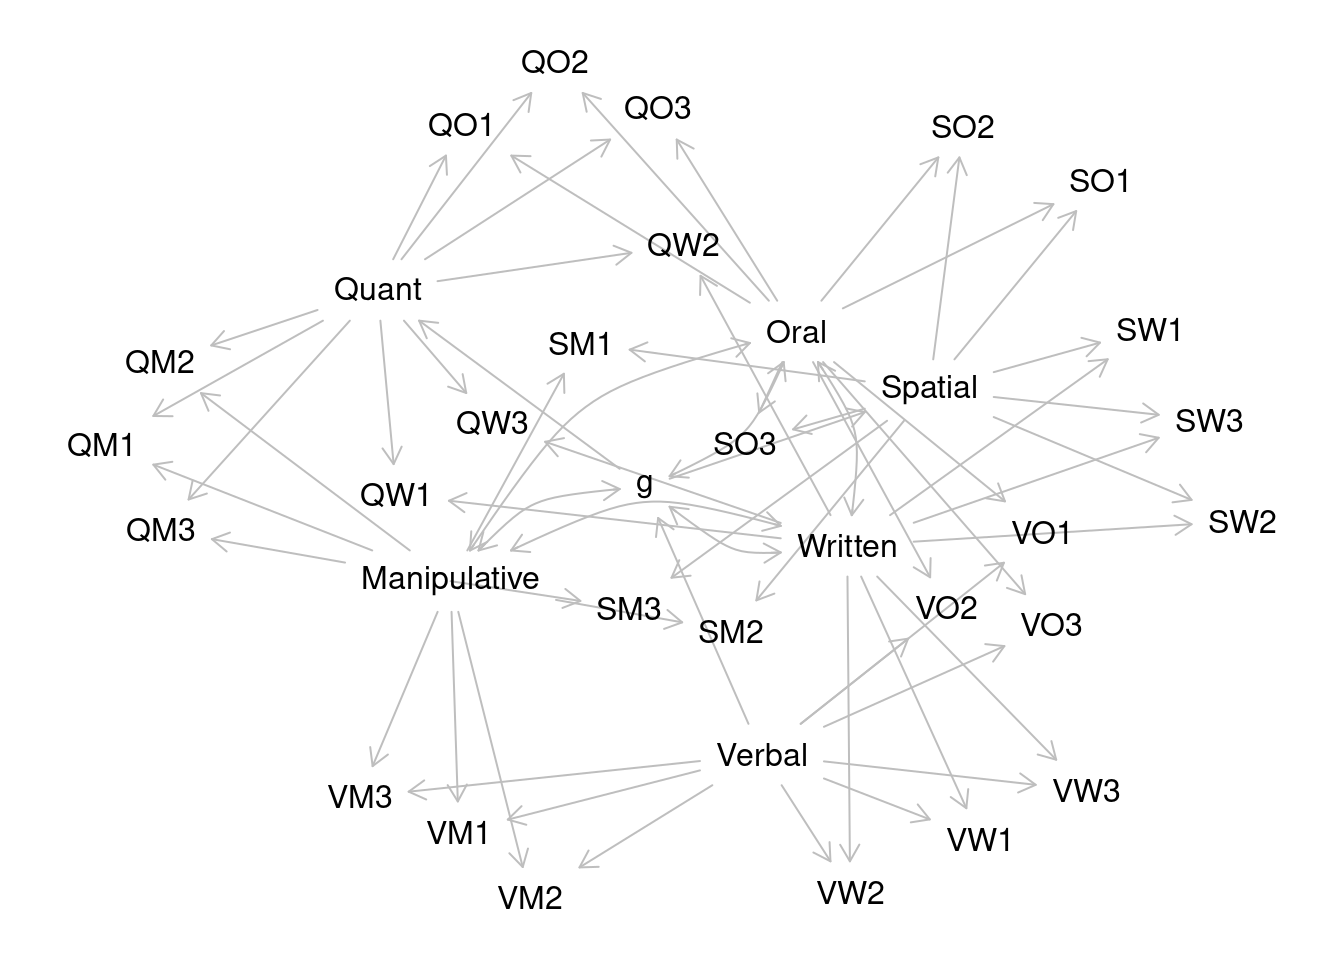 QO2
QO3
QO1
SO2
SO1
QW2
Quant
Oral
SW1
SM1
QM2
Spatial
QW3
SW3
QM1
SO3
g
QW1
SW2
QM3
VO1
Written
Manipulative
SM3
VO2
VO3
SM2
Verbal
VW3
VM3
VM1
VW1
VW2
VM2